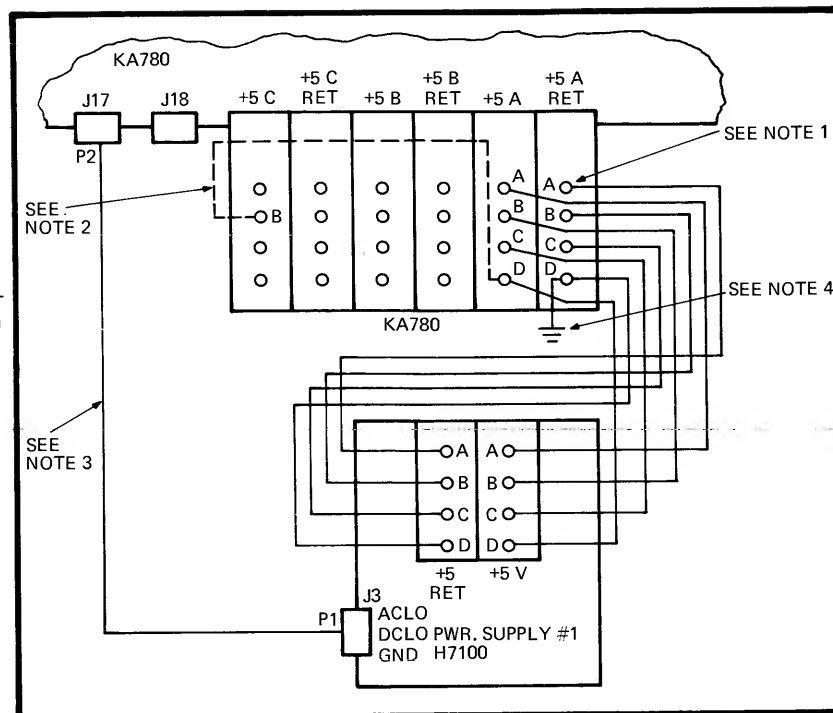 KA780
J17
J18
P2
+5 C
+5 C RET
+5 B
+5 B RET
+5 A
+5 A RET
SEE NOTE 1
A
A
B
B
B
C
C
D
D
SEE NOTE 2
SEE NOTE 4
KA780
SEE NOTE 3
A
A
B
B
C
C
D
D
+5 RET
+5 V
J3
P1
ACLO
DCLO PWR. SUPPLY #1
GND H7100